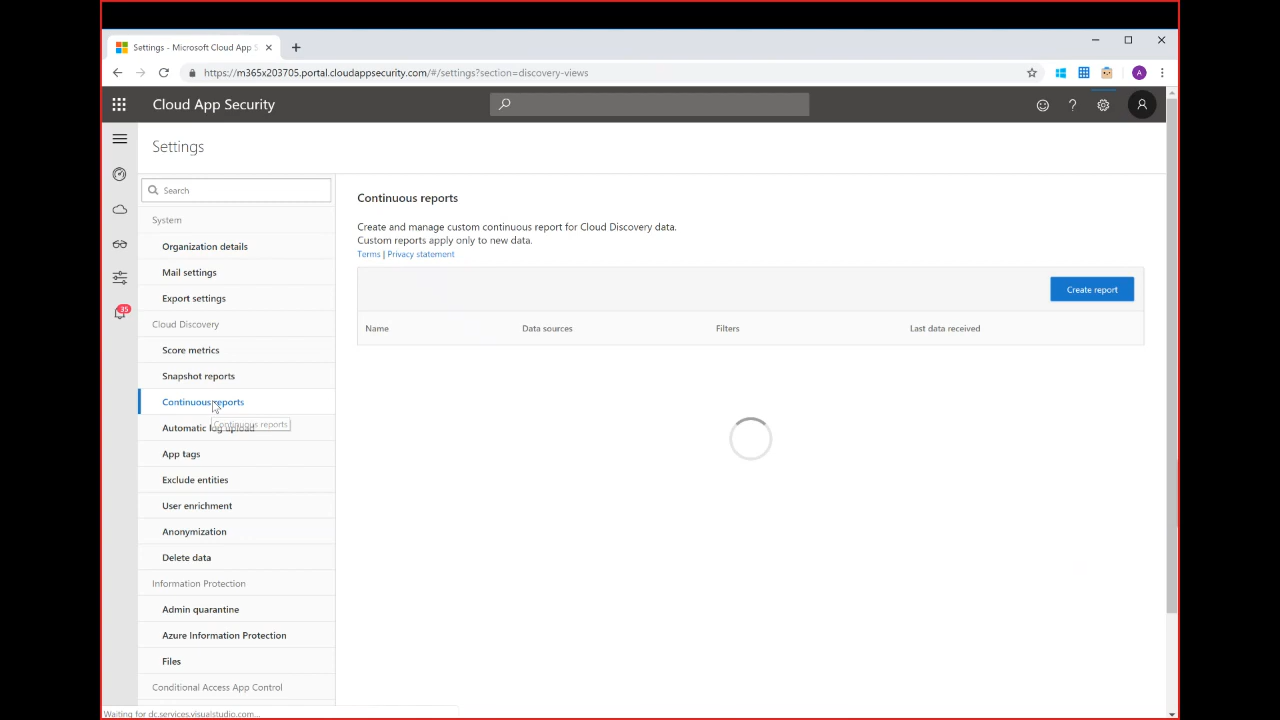 Settings - Microsoft Cloud App S
https://m365x203705.portal.cloudappsecurity.com/#/settings?section=discovery-views
A
Cloud App Security
?
Settings
Search
System
Organization details
Mail settings
Export settings
35
Cloud Discovery
Score metrics
Snapshot reports
Continuous reports
Continuous reports
Automatic log upload
App tags
Exclude entities
User enrichment
Anonymization
Delete data
Information Protection
Admin quarantine
Azure Information Protection
Files
Conditional Access App Control
Continuous reports
Create and manage custom continuous report for Cloud Discovery data.
Custom reports apply only to new data.
Terms | Privacy statement
Create report
Name Data sources Filters Last data received
Waiting for dc.services.visualstudio.com...